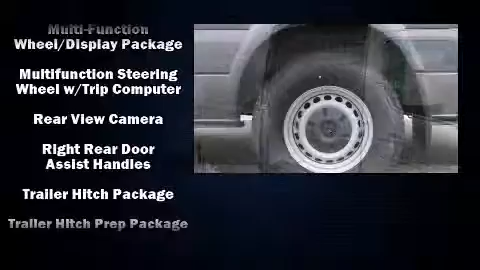 Multi-Function
Wheel/Display Package
Multifunction Steering
Wheel w/Trip Computer
Rear View Camera
Right Rear Door
Assist Handles
Trailer Hitch Package
Trailer Hitch Prep Package